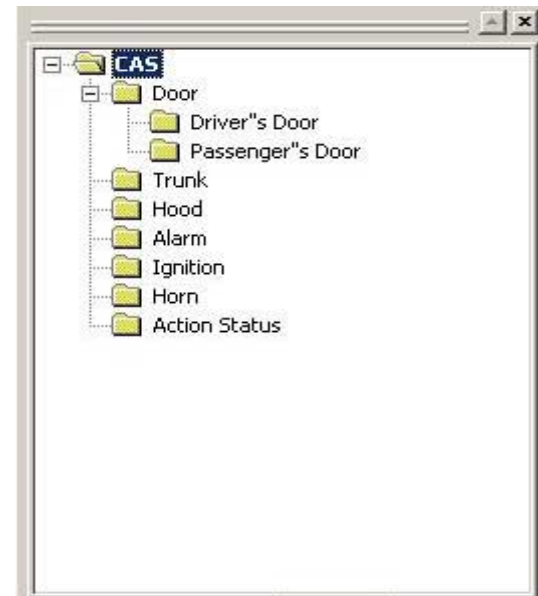 CAS
Door
Driver"s Door
Passenger"s Door
Trunk
Hood
Alarm
Ignition
Horn
Action Status